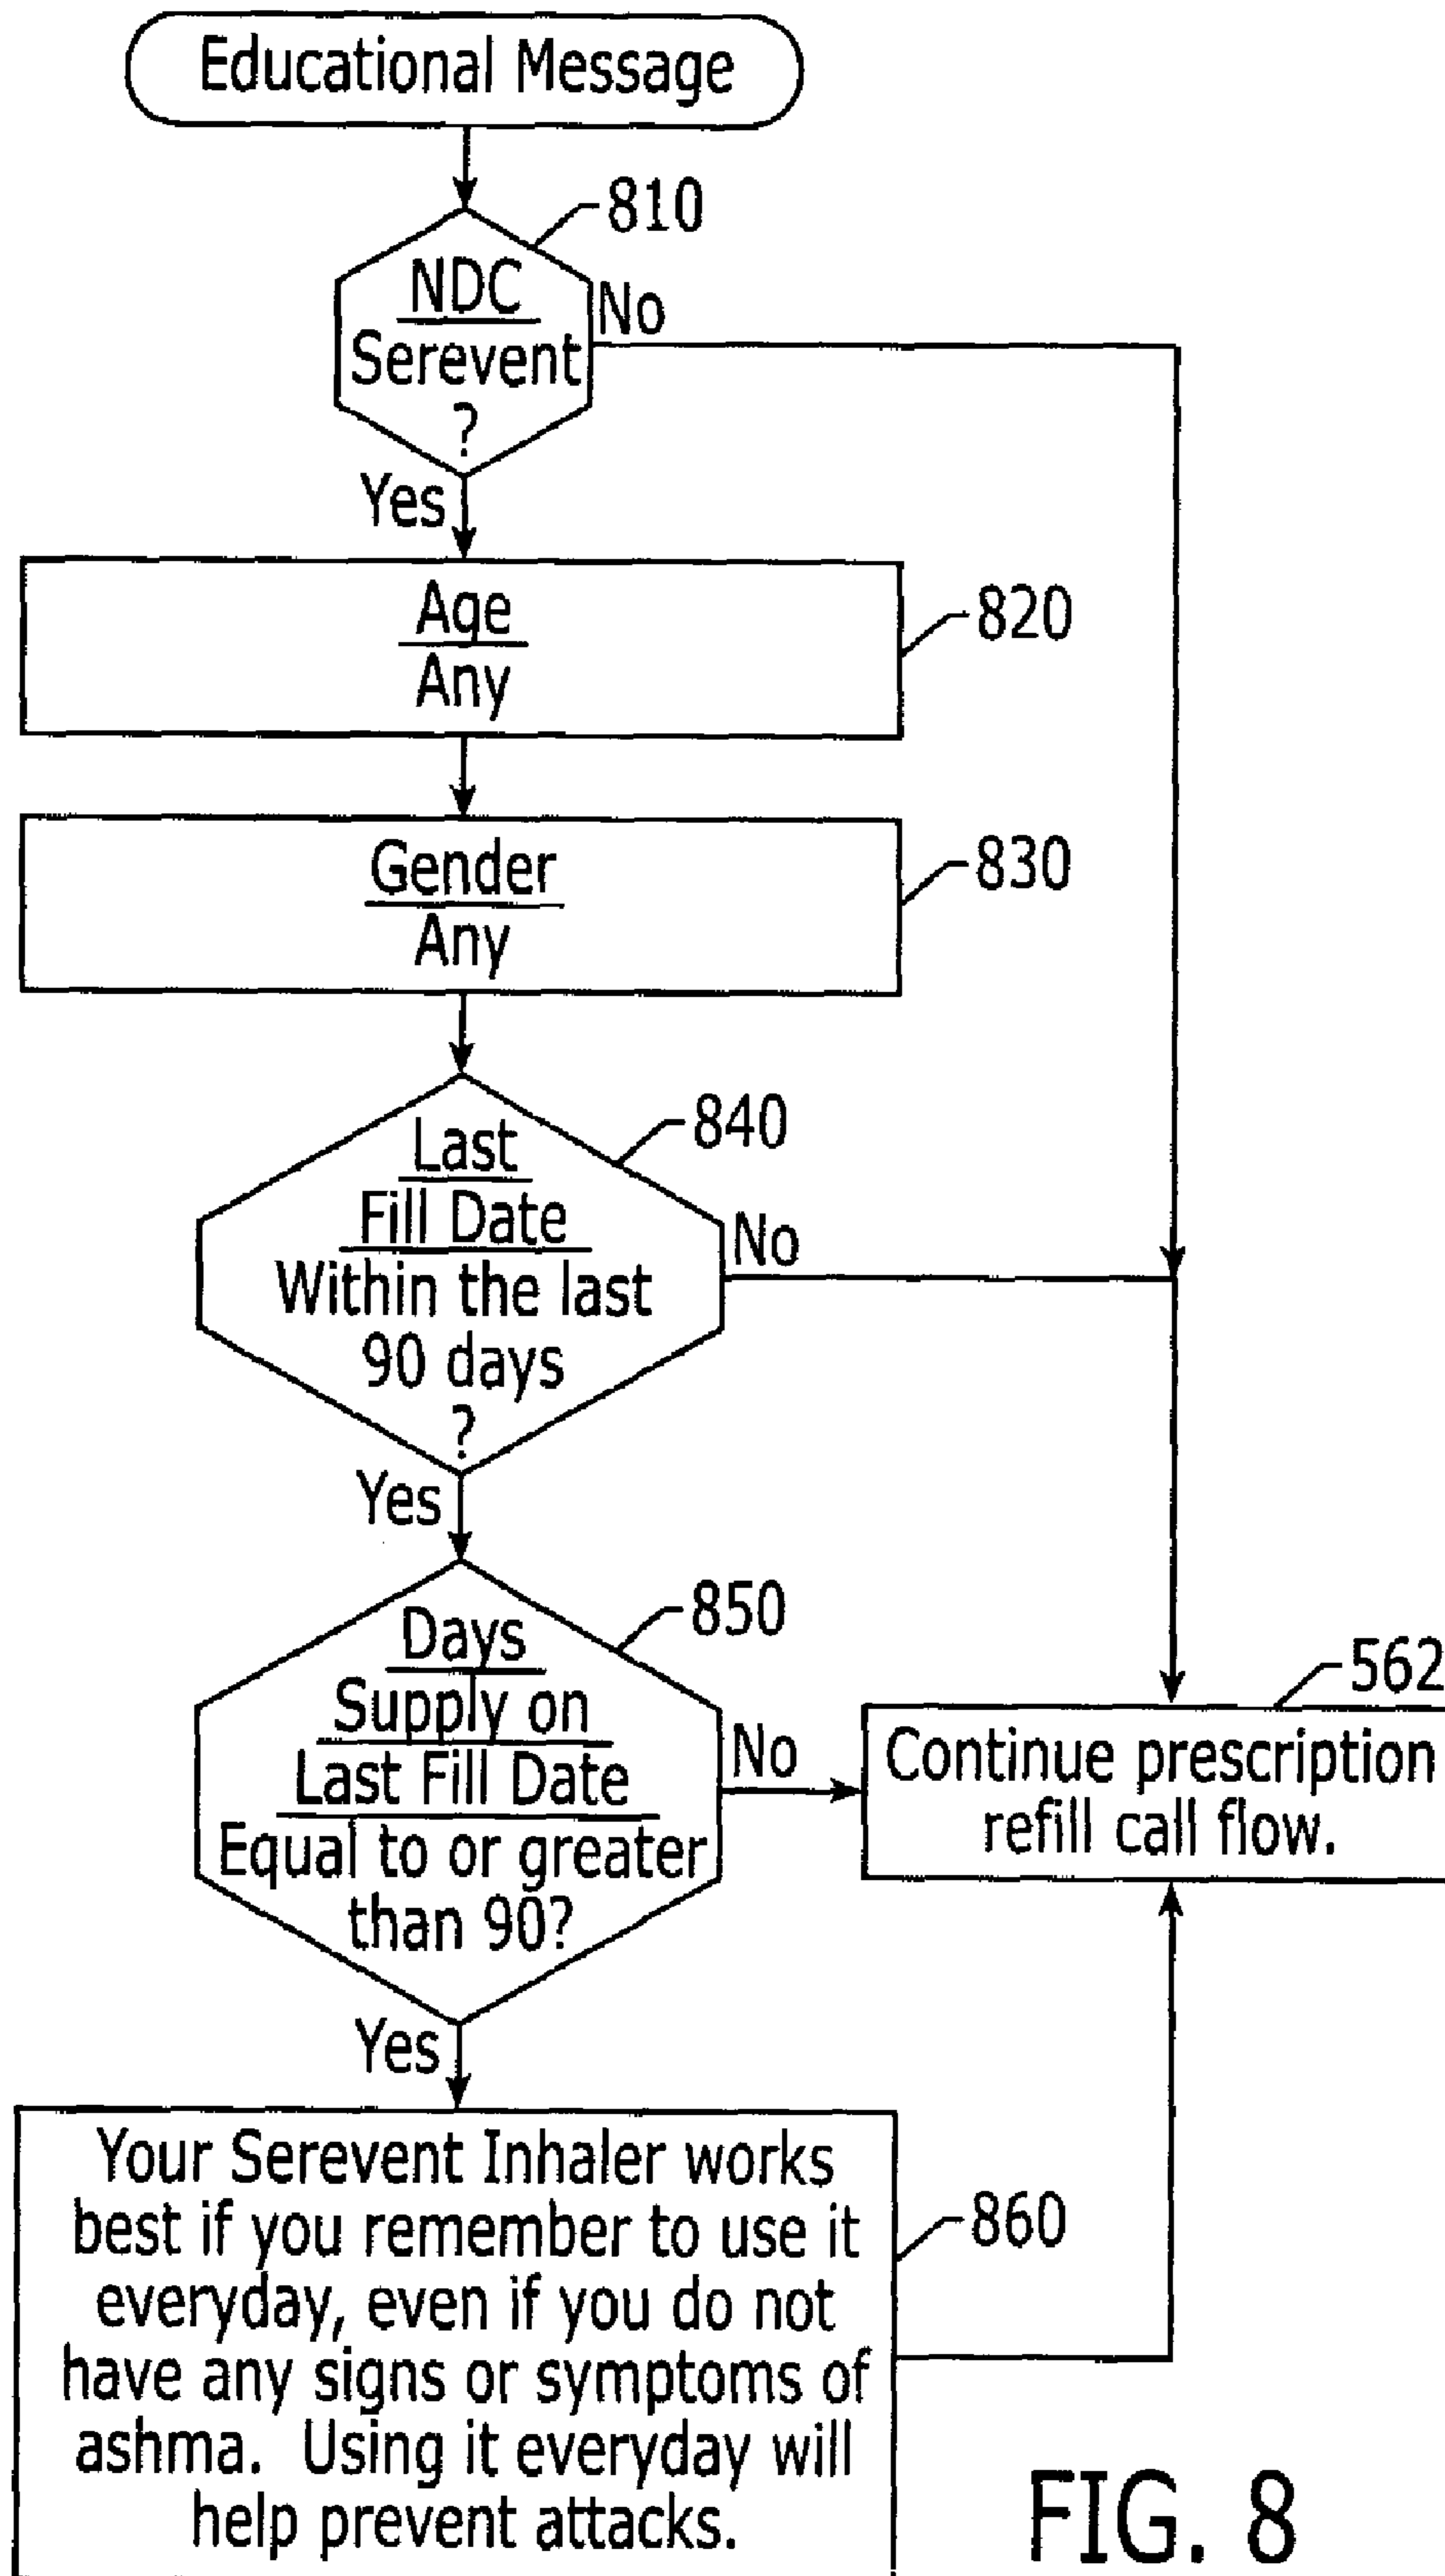 Educational Message
810
NDC
Serevent
?
No
Yes
Age
Any
820
Gender
Any
830
840
Last
Fill Date
Within the last
90 days
?
No
Yes
850
Days
Supply on
Last Fill Date
Equal to or greater
than 90?
No
Yes
562
Continue prescription
refill call flow.
Your Serevent Inhaler works
best if you remember to use it
everyday, even if you do not
have any signs or symptoms of
ashma. Using it everyday will
help prevent attacks.
860
FIG. 8